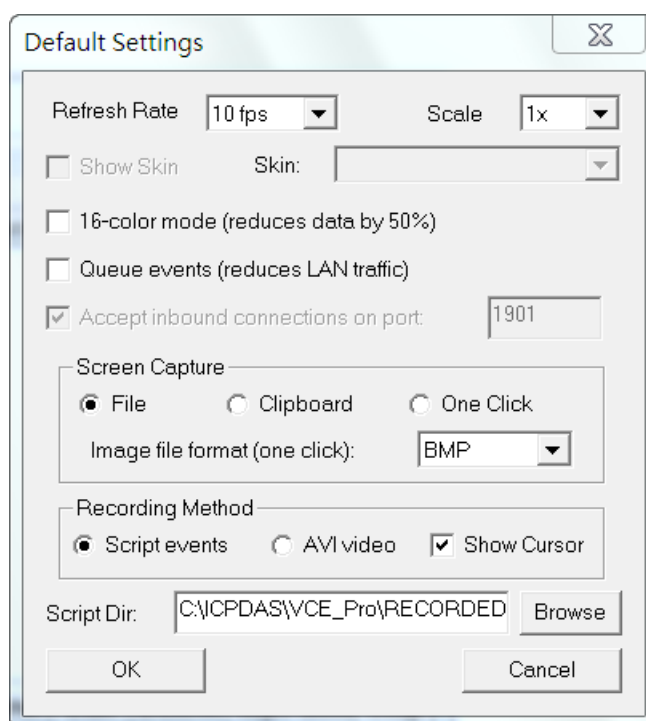 Default Settings
Refresh Rate 10 fps Scale 1x
Show Skin Skin:
16-color mode (reduces data by 50%)
Queue events (reduces LAN traffic)
Accept inbound connections on port: 1901
Screen Capture
File Clipboard One Click
Image file format (one click): BMP
Recording Method
Script events AVI video Show Cursor
Script Dir: C:\ICPDAS\VCE_Pro\RECORDED Browse
OK Cancel